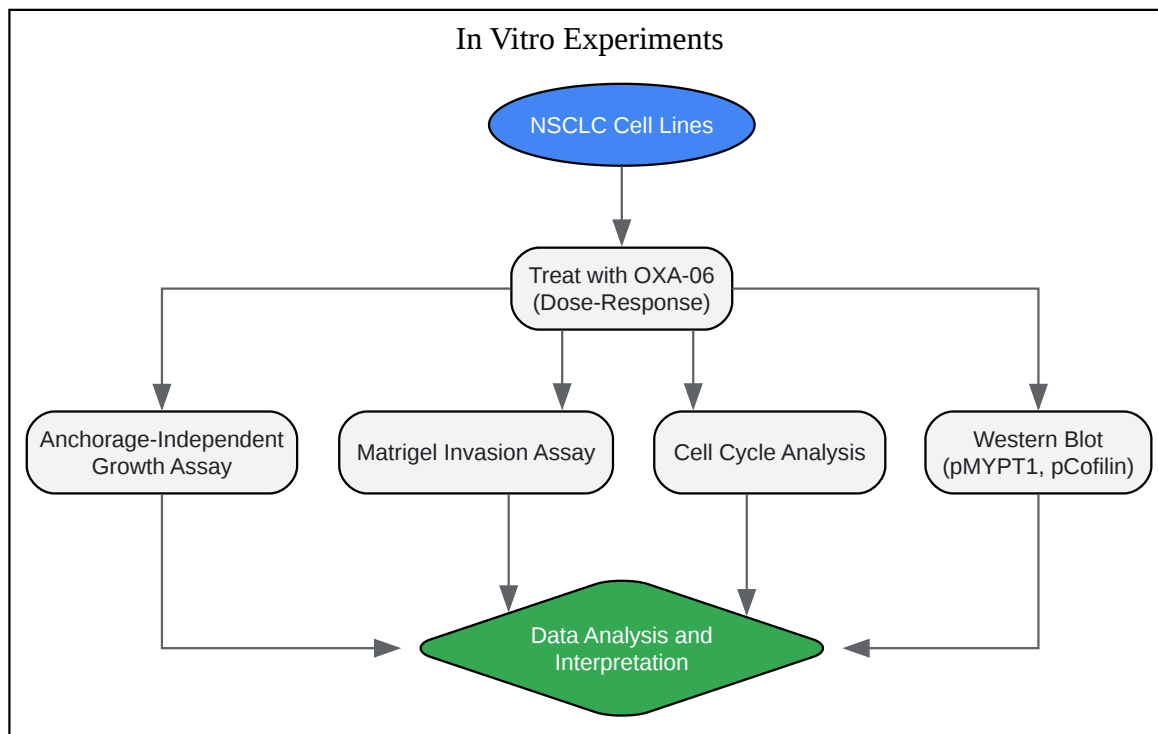 In Vitro Experiments
NSCLC Cell Lines
Treat with OXA-06
(Dose-Response)
Anchorage-Independent
Growth Assay
Matrigel Invasion Assay
Cell Cycle Analysis
Western Blot
(pMYPT1, pCofilin)
Data Analysis and
Interpretation